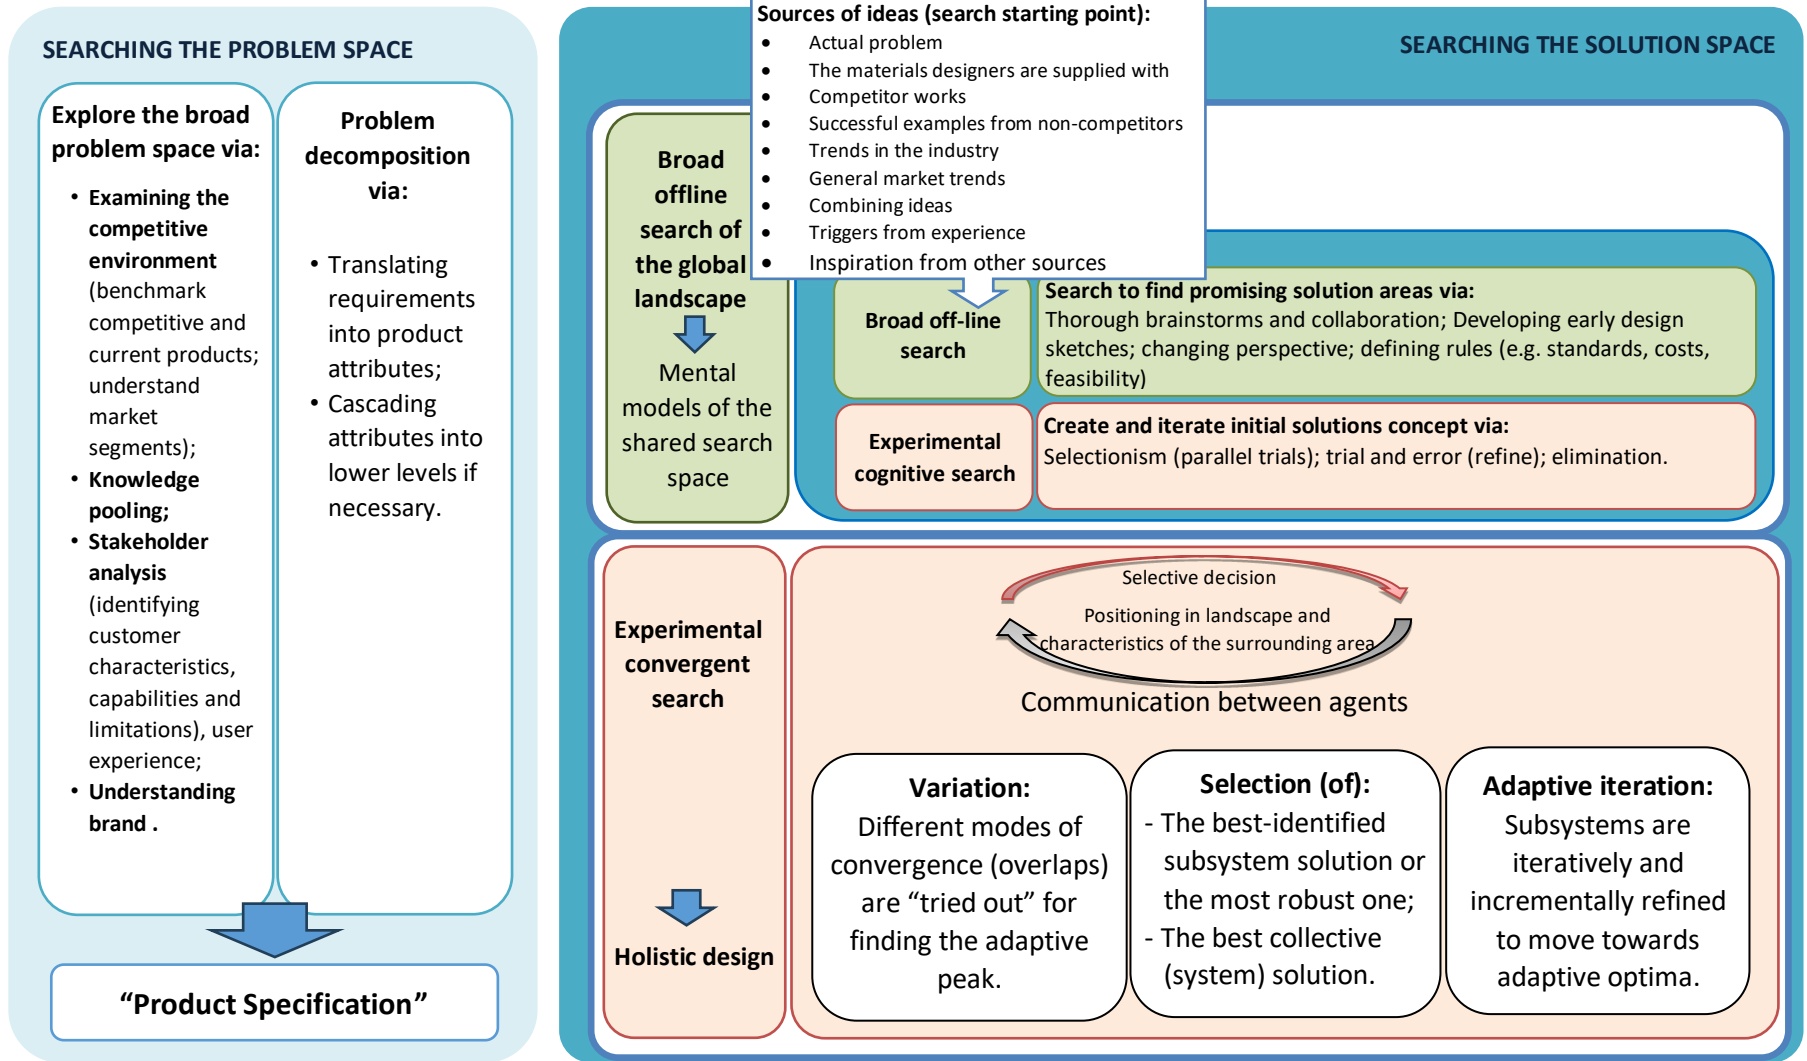 SEARCHING THE PROBLEM SPACE
Explore the broad
problem space via:
• Examining the
competitive
environment
(benchmark
competitive and
current products;
understand
market
segments);
• Knowledge
pooling;
• Stakeholder
analysis
(identifying
customer
characteristics,
capabilities and
limitations), user
experience;
• Understanding
brand .
Problem
decomposition
via:
• Translating
requirements
into product
attributes;
• Cascading
attributes into
lower levels if
necessary.
“Product Specification”
SEARCHING THE SOLUTION SPACE
Sources of ideas (search starting point):
• Actual problem
• The materials designers are supplied with
• Competitor works
• Successful examples from non-competitors
• Trends in the industry
• General market trends
• Combining ideas
• Triggers from experience
• Inspiration from other sources
Broad
offline
search of
the global
landscape
Mental
models of the
shared search
space
Broad off-line
search
Search to find promising solution areas via:
Thorough brainstorms and collaboration; Developing early design
sketches; changing perspective; defining rules (e.g. standards, costs,
feasibility)
Experimental
cognitive search
Create and iterate initial solutions concept via:
Selectionism (parallel trials); trial and error (refine); elimination.
Experimental
convergent
search
Holistic design
Selective decision
Positioning in landscape and
characteristics of the surrounding area
Communication between agents
Variation:
Different modes of
convergence (overlaps)
are “tried out” for
finding the adaptive
peak.
Selection (of):
- The best-identified
subsystem solution or
the most robust one;
- The best collective
(system) solution.
Adaptive iteration:
Subsystems are
iteratively and
incrementally refined
to move towards
adaptive optima.